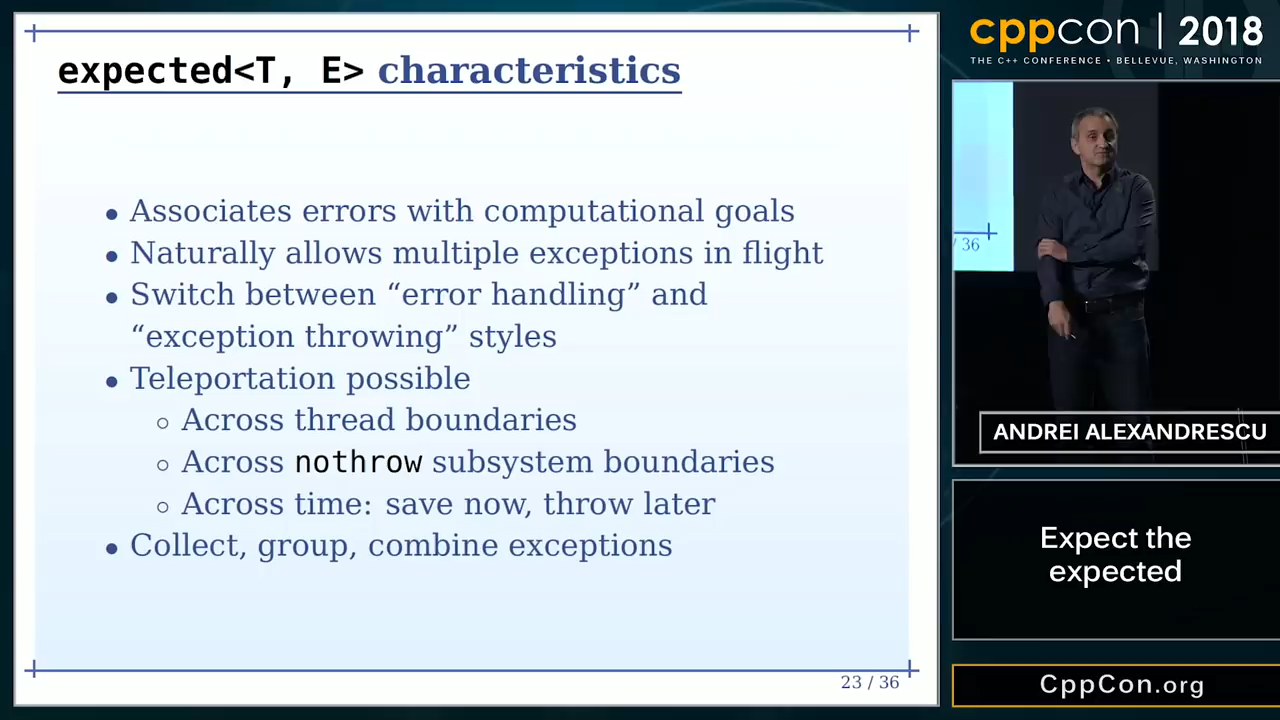 expected<T, E> characteristics
• Associates errors with computational goals
• Naturally allows multiple exceptions in flight
• Switch between “error handling” and
“exception throwing” styles
• Teleportation possible
○ Across thread boundaries
○ Across nothrow subsystem boundaries
○ Across time: save now, throw later
• Collect, group, combine exceptions
23 / 36
cppcon | 2018
THE C++ CONFERENCE • BELLEVUE, WASHINGTON
/ 36
ANDREI ALEXANDRESCU
Expect the
expected
CppCon.org